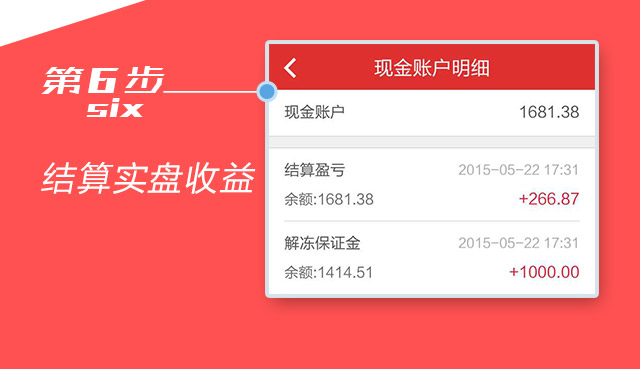 第6步
six
结算实盘收益
现金账户明细
现金账户 1681.38
结算盈亏 2015-05-22 17:31
余额:1681.38 +266.87
解冻保证金 2015-05-22 17:31
余额:1414.51 +1000.00